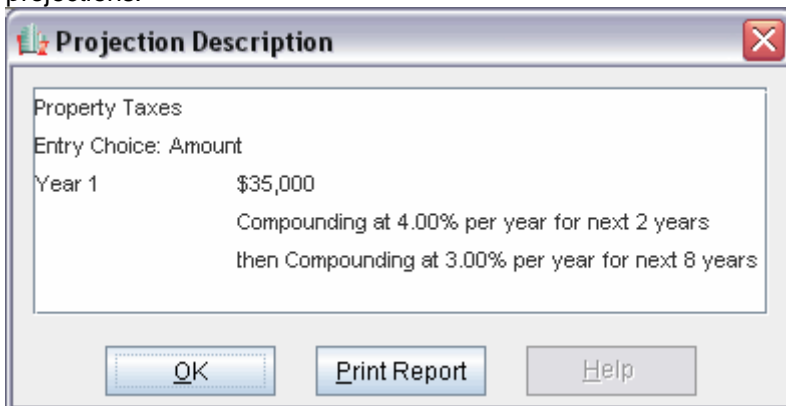 projections.
Projection Description
Property Taxes
Entry Choice: Amount
Year 1 $35,000
Compounding at 4.00% per year for next 2 years
then Compounding at 3.00% per year for next 8 years
OK Print Report Help